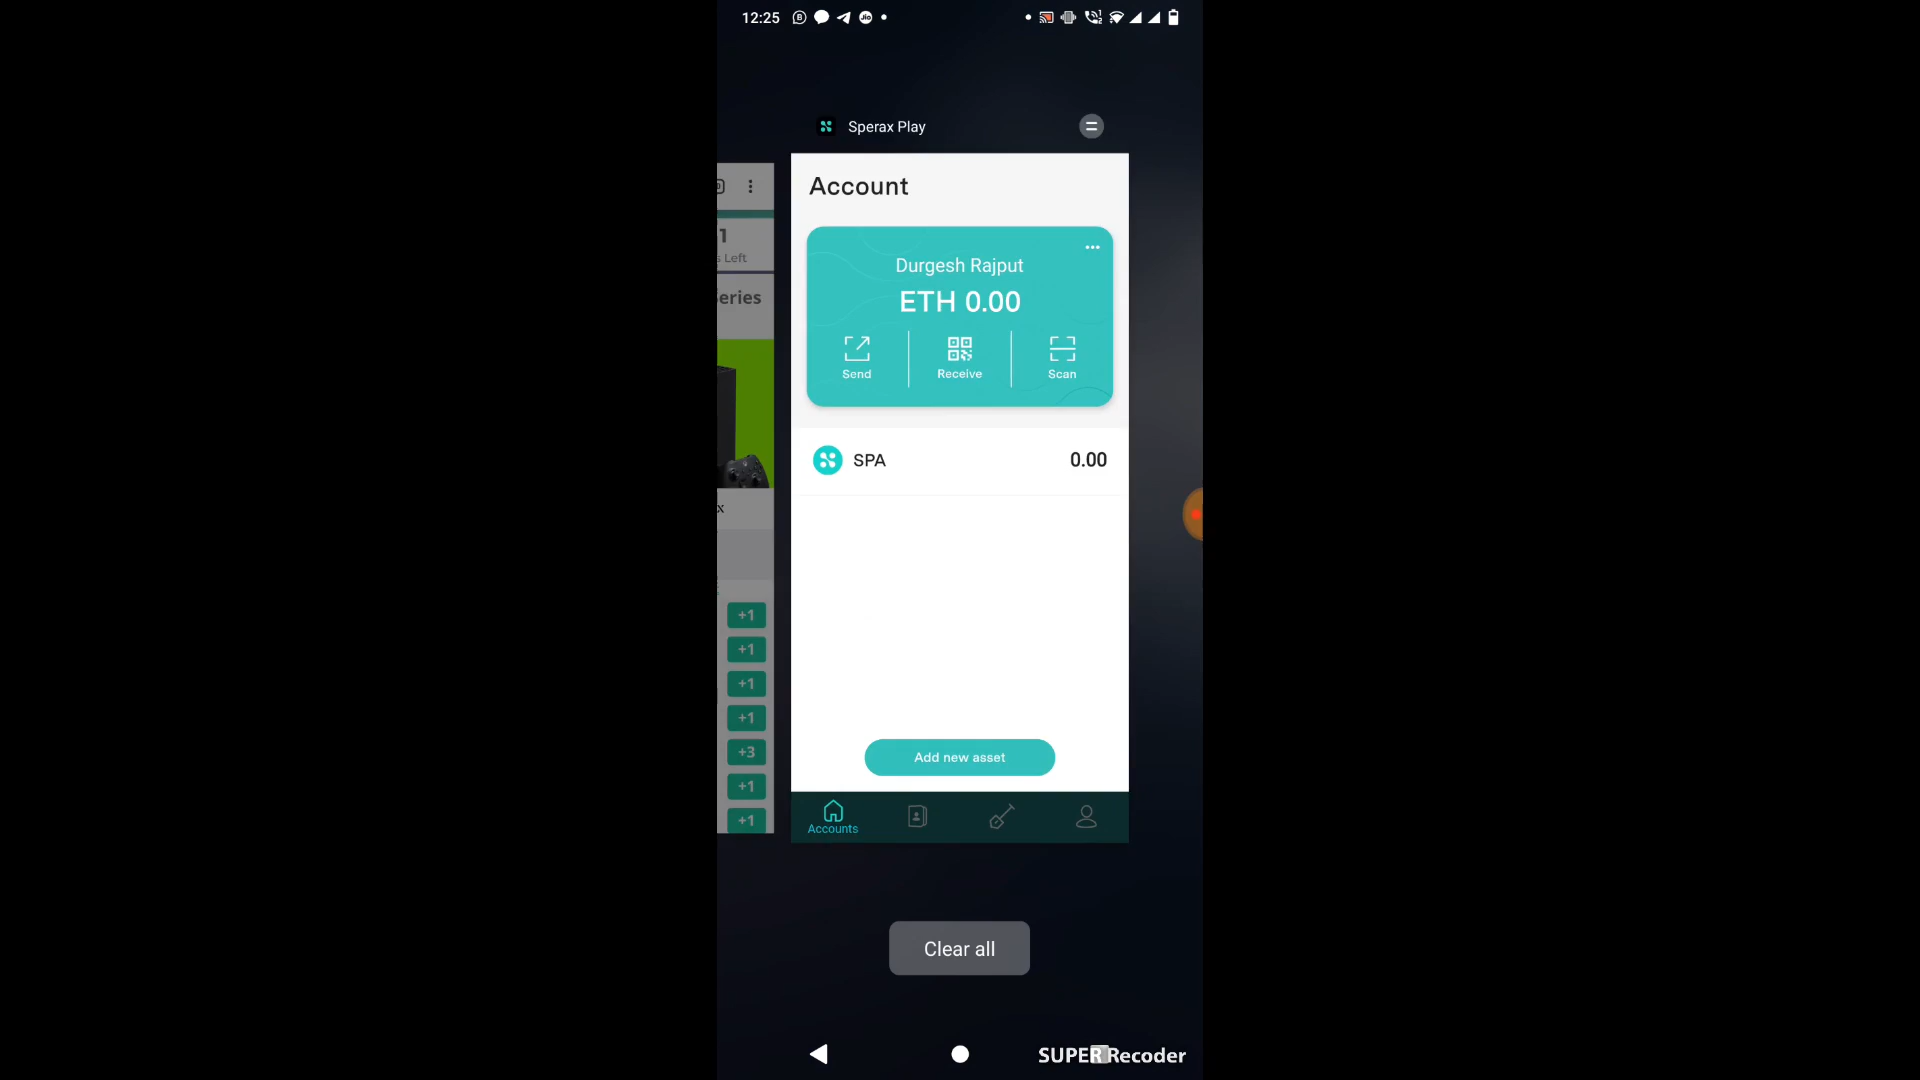 12:25
Sperax Play
Account
Durgesh Rajput
ETH 0.00
Send
Receive
Scan
SPA
0.00
Add new asset
Accounts
1
s Left
eries
x
+1
+1
+1
+1
+3
+1
+1
Clear all
SUPER Recoder